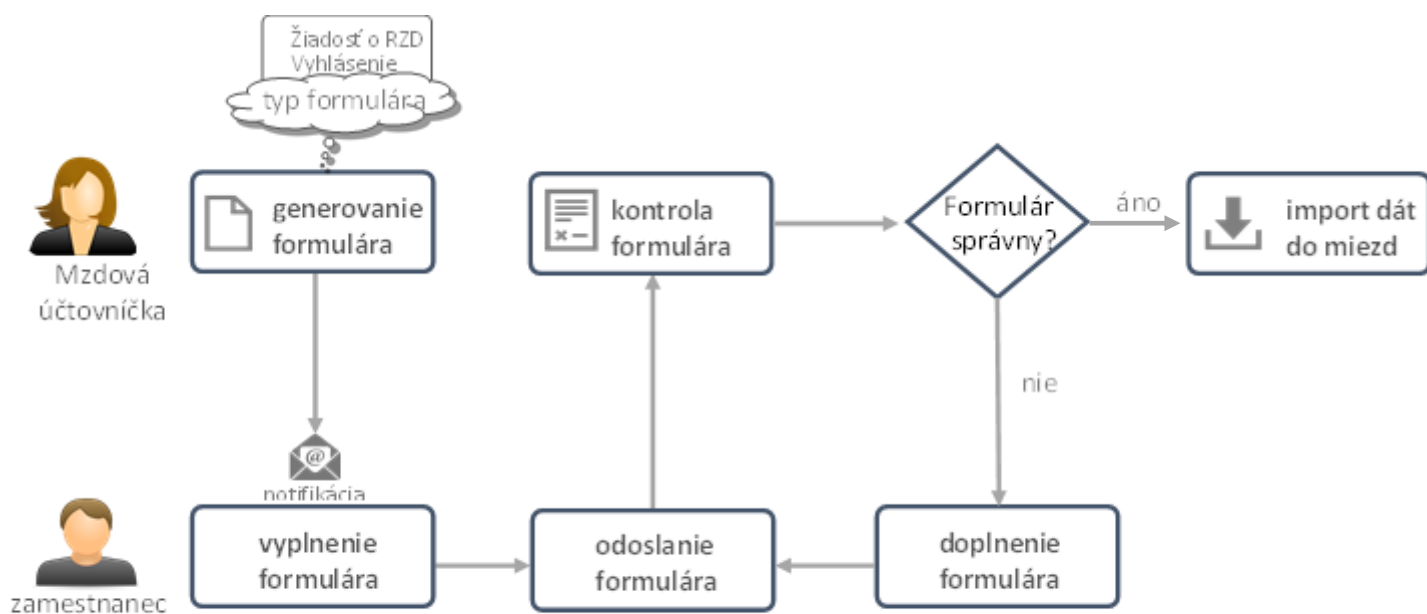 Žiadosť o RZD
Vyhlásenie
typ formulára
Mzdová
účtovníčka
generovanie
formulára
kontrola
formulára
Formulár
správny?
áno
import dát
do miezd
nie
@
notifikácia
zamestnanec
vyplnenie
formulára
odoslanie
formulára
doplnenie
formulára